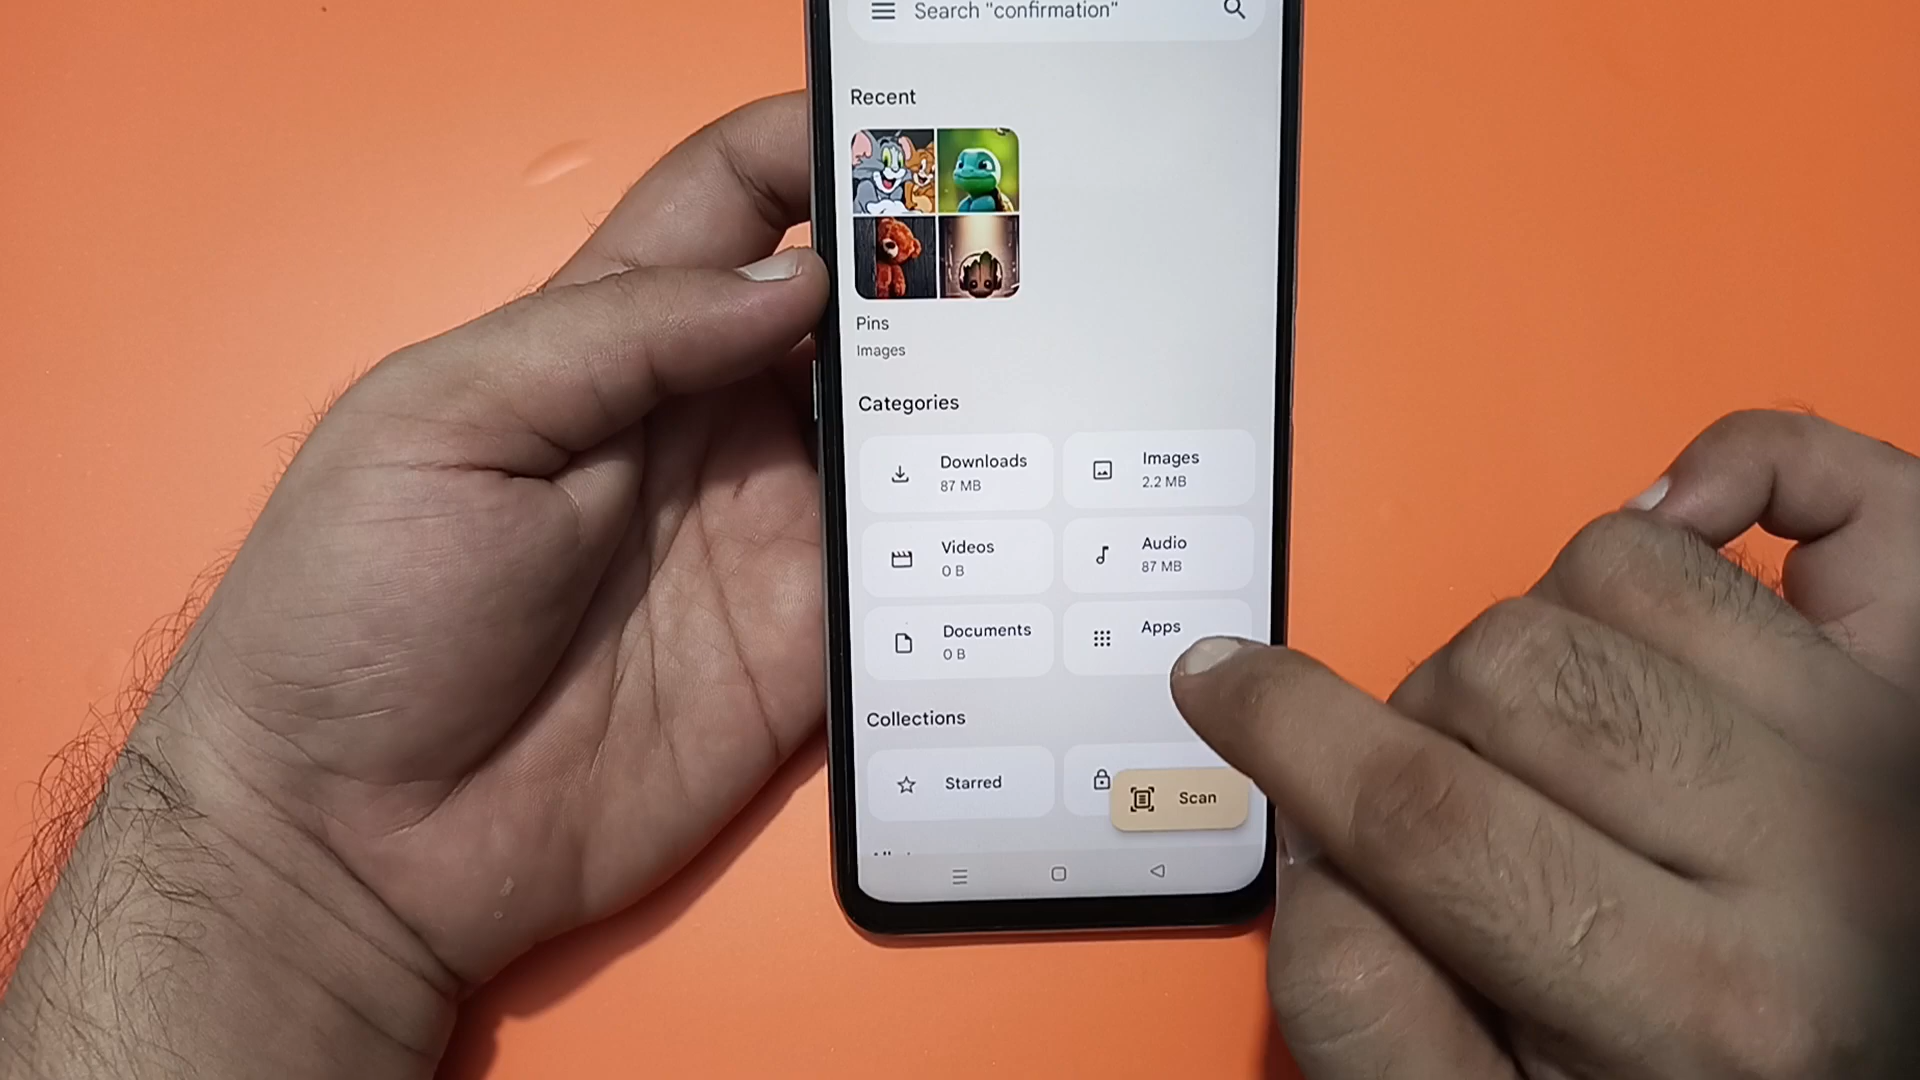 Search "confirmation"
Recent
Pins
Images
Categories
Downloads
87 MB
Images
2.2 MB
Videos
0 B
Audio
87 MB
Documents
0 B
Apps
Collections
Starred
Scan